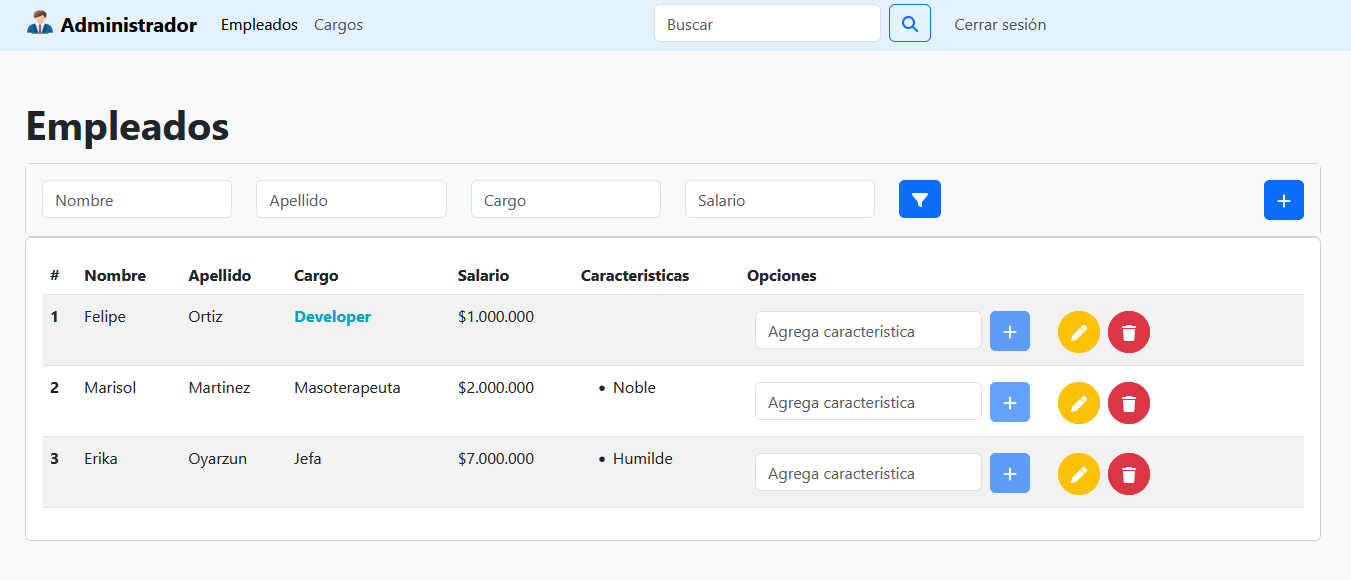 Administrador Empleados Cargos Buscar Cerrar sesión
Empleados
Nombre Apellido Cargo Salario
# Nombre Apellido Cargo Salario Caracteristicas Opciones
1 Felipe Ortiz Developer $1.000.000 Agrega caracteristica
2 Marisol Martinez Masoterapeuta $2.000.000 • Noble Agrega caracteristica
3 Erika Oyarzun Jefa $7.000.000 • Humilde Agrega caracteristica